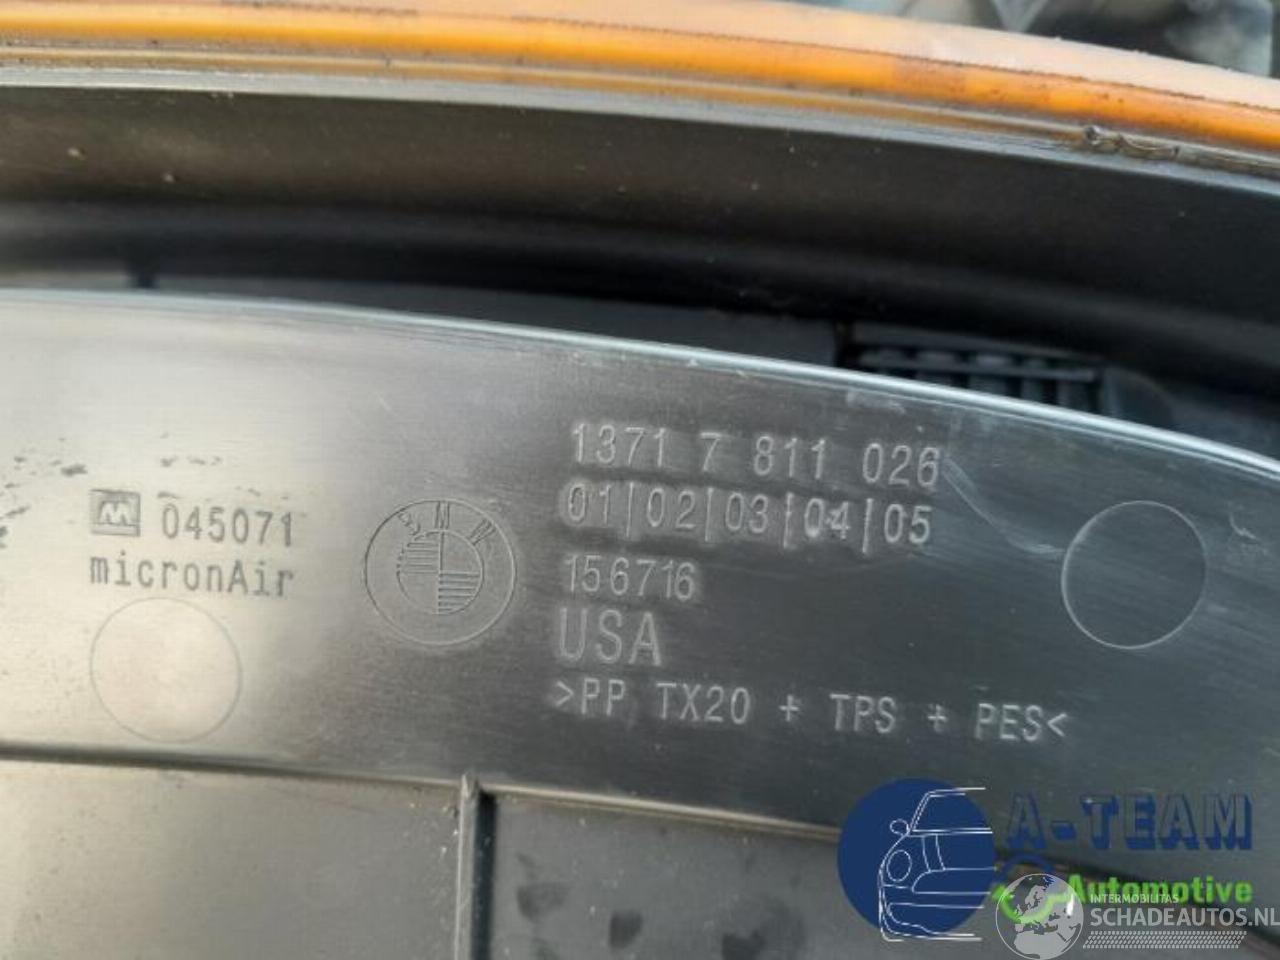 1371 7 811 026
01|02|03|04|05
M 045071
micronAir
BMW
156716
USA
>PP TX20 + TPS + PES<
A-TEAM
Automotive
INTERMOBILITAS
SCHADEAUTOS.NL